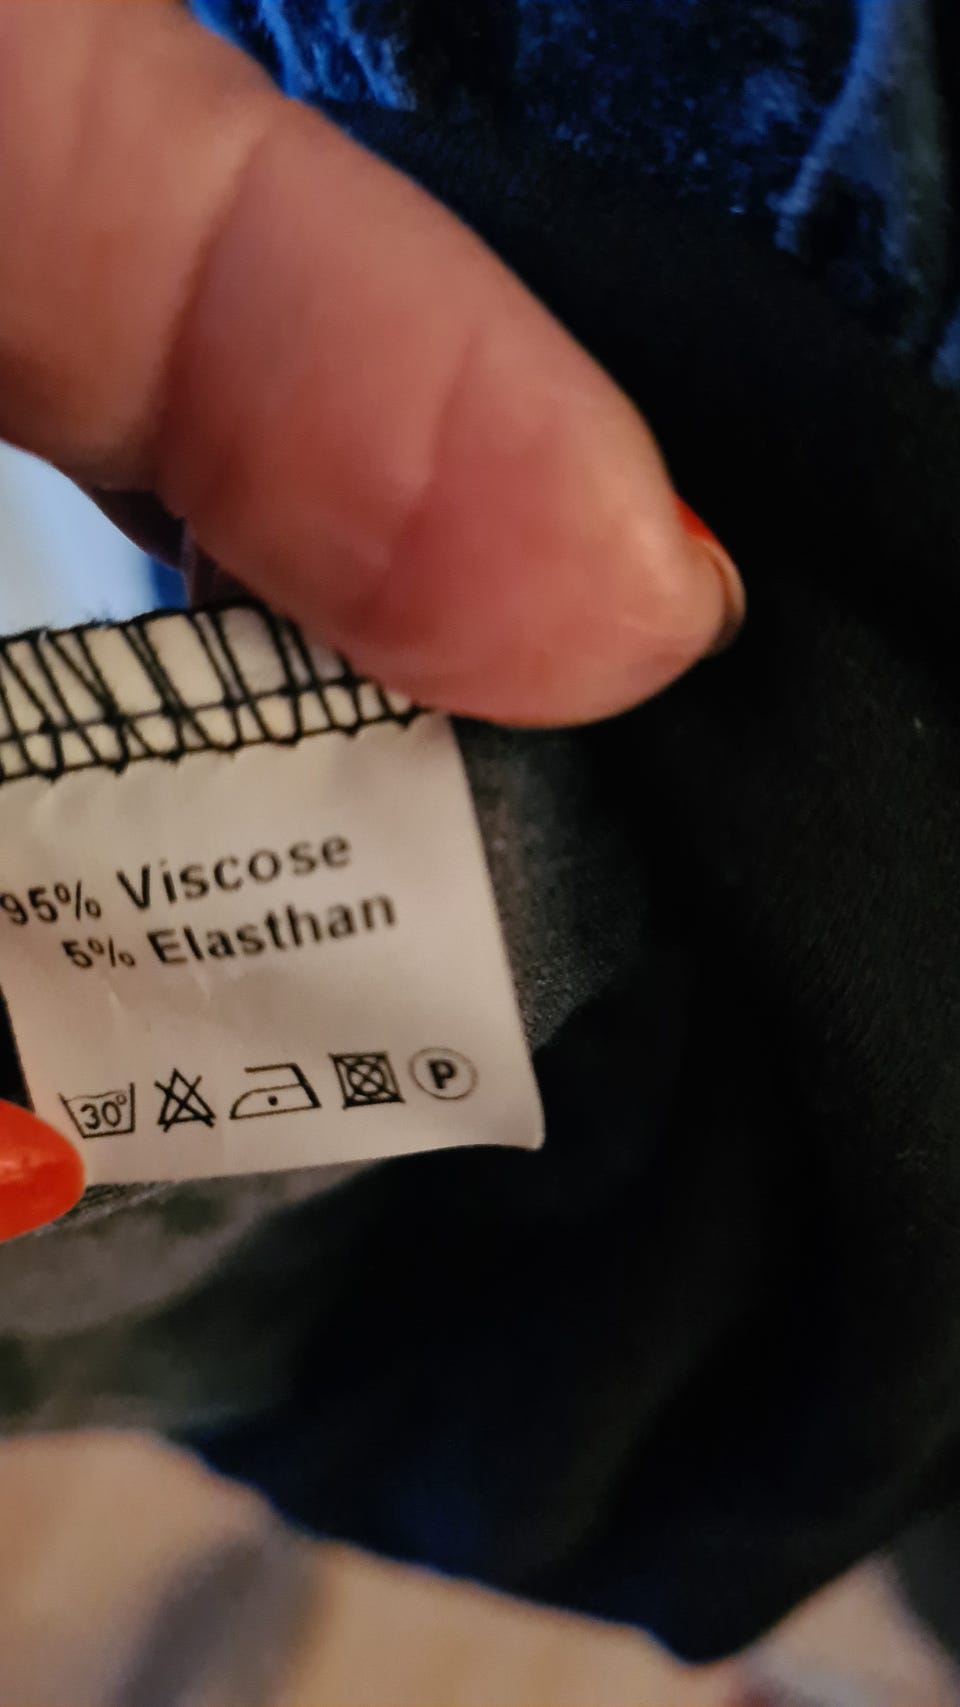 95% Viscose
5% Elasthan
30° P